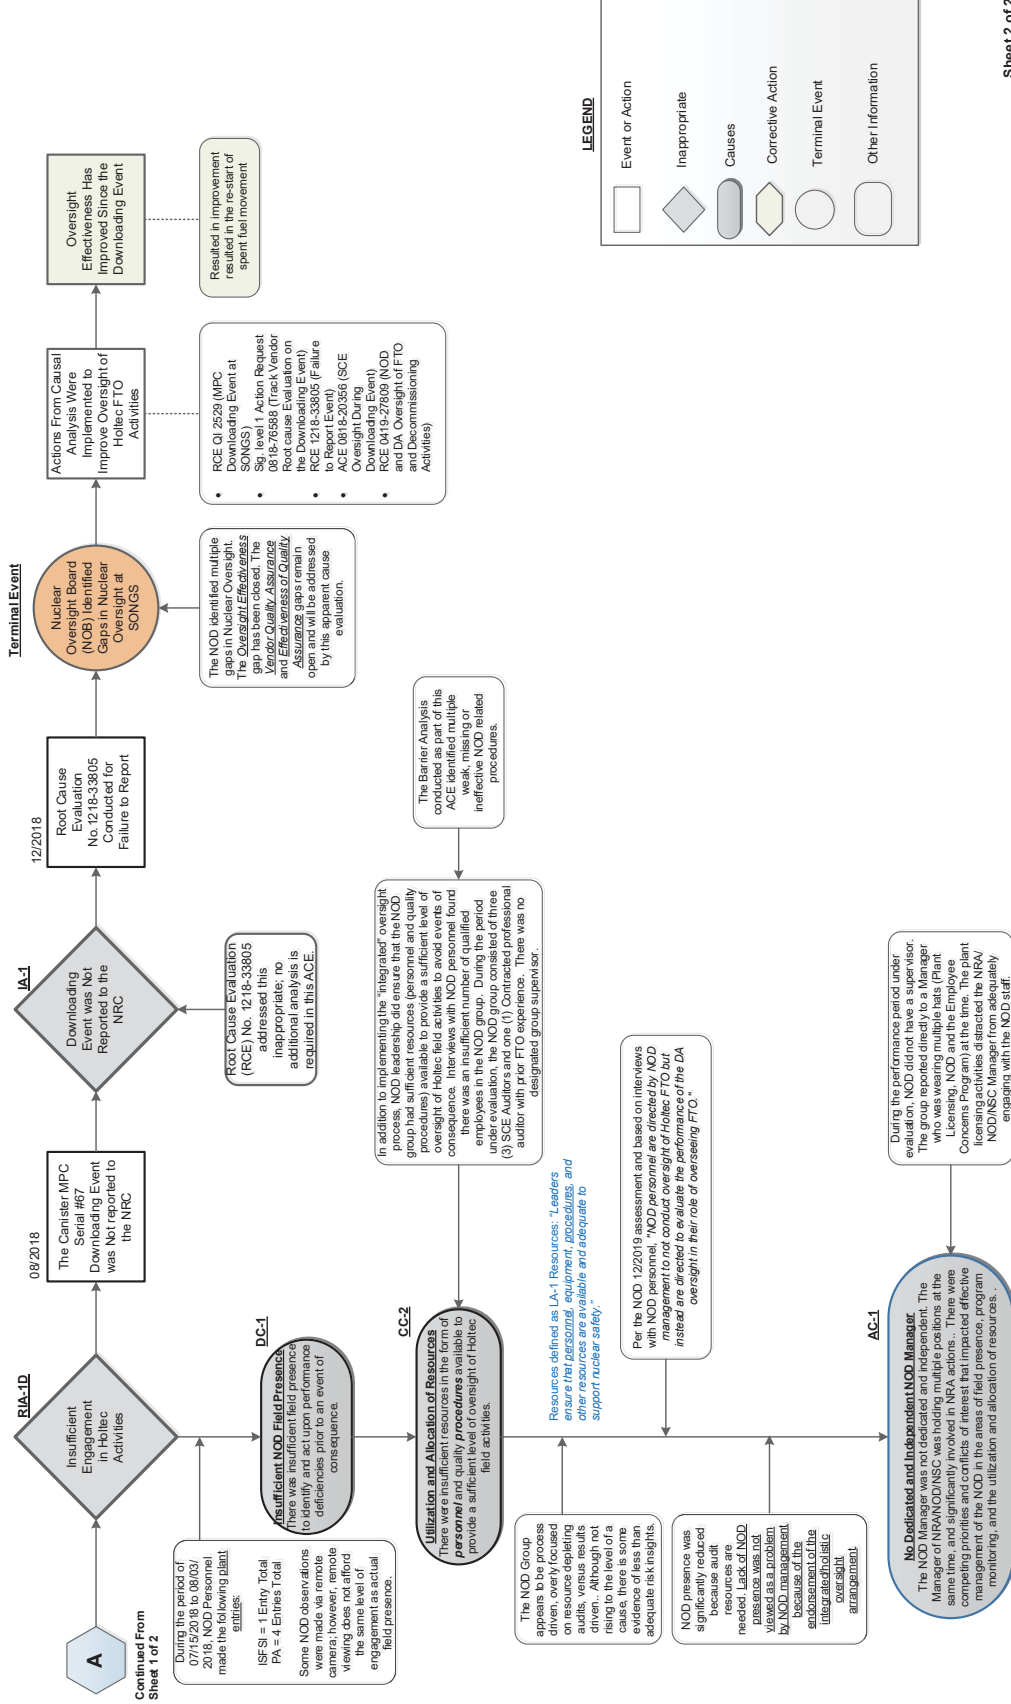 A
Continued From
Sheet 1 of 2
RIA-1D
Insufficient
Engagement
in Holtec
Activities
08/2018
The Canister MPC
Serial #67
Downloading Event
was Not reported to
the NRC
IA-1
Downloading
Event was Not
Reported to the
NRC
Root Cause Evaluation
(RCE) No. 1218-33805
addressed this
inappropriate; no
additional analysis is
required in this ACE.
12/2018
Root Cause
Evaluation
No.1218-33805
Conducted for
Failure to Report
Terminal Event
Nuclear
Oversight Board
(NOB) Identified
Gaps in Nuclear
Oversight at
SONGS
The NOD identified multiple
gaps in Nuclear Oversight.
The Oversight Effectiveness
gap has been closed. The
Vendor Quality Assurance
and Effectiveness of Quality
Assurance gaps remain
open and will be addressed
by this apparent cause
evaluation.
Actions From Causal
Analysis Were
Implemented to
Improve Oversight of
Holtec FTO
Activities
• RCE QI 2529 (MPC
Downloading Event at
SONGS)
• Sig. level 1 Action Request
0818-76588 (Track Vendor
Root cause Evaluation on
the Downloading Event)
• RCE 1218-33805 (Failure
to Report Event)
• ACE 0818-20356 (SCE
Oversight During
Downloading Event)
• RCE 0419-27809 (NOD
and DA Oversight of FTO
and Decommissioning
Activities)
Oversight
Effectiveness Has
Improved Since the
Downloading Event
Resulted in improvement
resulted in the re-start of
spent fuel movement
During the period of
07/15/2018 to 08/03/
2018, NOD Personnel
made the following plant
entries:
ISFSI = 1 Entry Total
PA = 4 Entries Total
Some NOD observations
were made via remote
camera; however, remote
viewing does not afford
the same level of
engagement as actual
field presence.
DC-1
Insufficient NOD Field Presence
There was insufficient field presence
to identify and act upon performance
deficiencies prior to an event of
consequence.
CC-2
Utilization and Allocation of Resources
There were insufficient resources in the form of
personnel and quality procedures available to
provide a sufficient level of oversight of Holtec
field activities.
In addition to implementing the "integrated" oversight
process, NOD leadership did ensure that the NOD
group had sufficient resources (personnel and quality
procedures) available to provide a sufficient level of
oversight of Holtec field activities to avoid events of
consequence. Interviews with NOD personnel found
there was an insufficient number of qualified
employees in the NOD group. During the period
under evaluation, the NOD group consisted of three
(3) SCE Auditors and one (1) Contracted professional
auditor with prior FTO experience. There was no
designated group supervisor.
The Barrier Analysis
conducted as part of this
ACE identified multiple
weak, missing or
ineffective NOD related
procedures.
Resources defined as LA-1 Resources: "Leaders
ensure that personnel, equipment, procedures, and
other resources are available and adequate to
support nuclear safety."
The NOD Group
appears to be process
driven, overly focused
on resource depleting
audits, versus results
driven.. Although not
rising to the level of a
cause, there is some
evidence of less than
adequate risk insights.
Per the NOD 12/2019 assessment and based on interviews
with NOD personnel, "NOD personnel are directed by NOD
management to not conduct oversight of Holtec FTO but
instead are directed to evaluate the performance of the DA
oversight in their role of overseeing FTO."
NOD presence was
significantly reduced
because audit
resources are
needed. Lack of NOD
presence was not
viewed as a problem
by NOD management
because of the
endorsement of the
integrated/holistic
oversight
arrangement.
AC-1
No Dedicated and Independent NOD Manager
The NOD Manager was not dedicated and independent. The
Manager of NRA/NOD/NSC was holding multiple positions at the
same time, and significantly involved in NRA actions.. There were
competing priorities and conflicts of interest that impacted effective
management of the NOD in the areas of field presence, program
monitoring, and the utilization and allocation of resources. .
During the performance period under
evaluation, NOD did not have a supervisor.
The group reported directly to a Manager
who was wearing multiple hats (Plant
Licensing, NOD and the Employee
Concerns Program) at the time. The plant
licensing activities distracted the NRA/
NOD/NSC Manager from adequately
engaging with the NOD staff.
LEGEND
Event or Action
Inappropriate
Causes
Corrective Action
Terminal Event
Other Information
Sheet 2 of 2